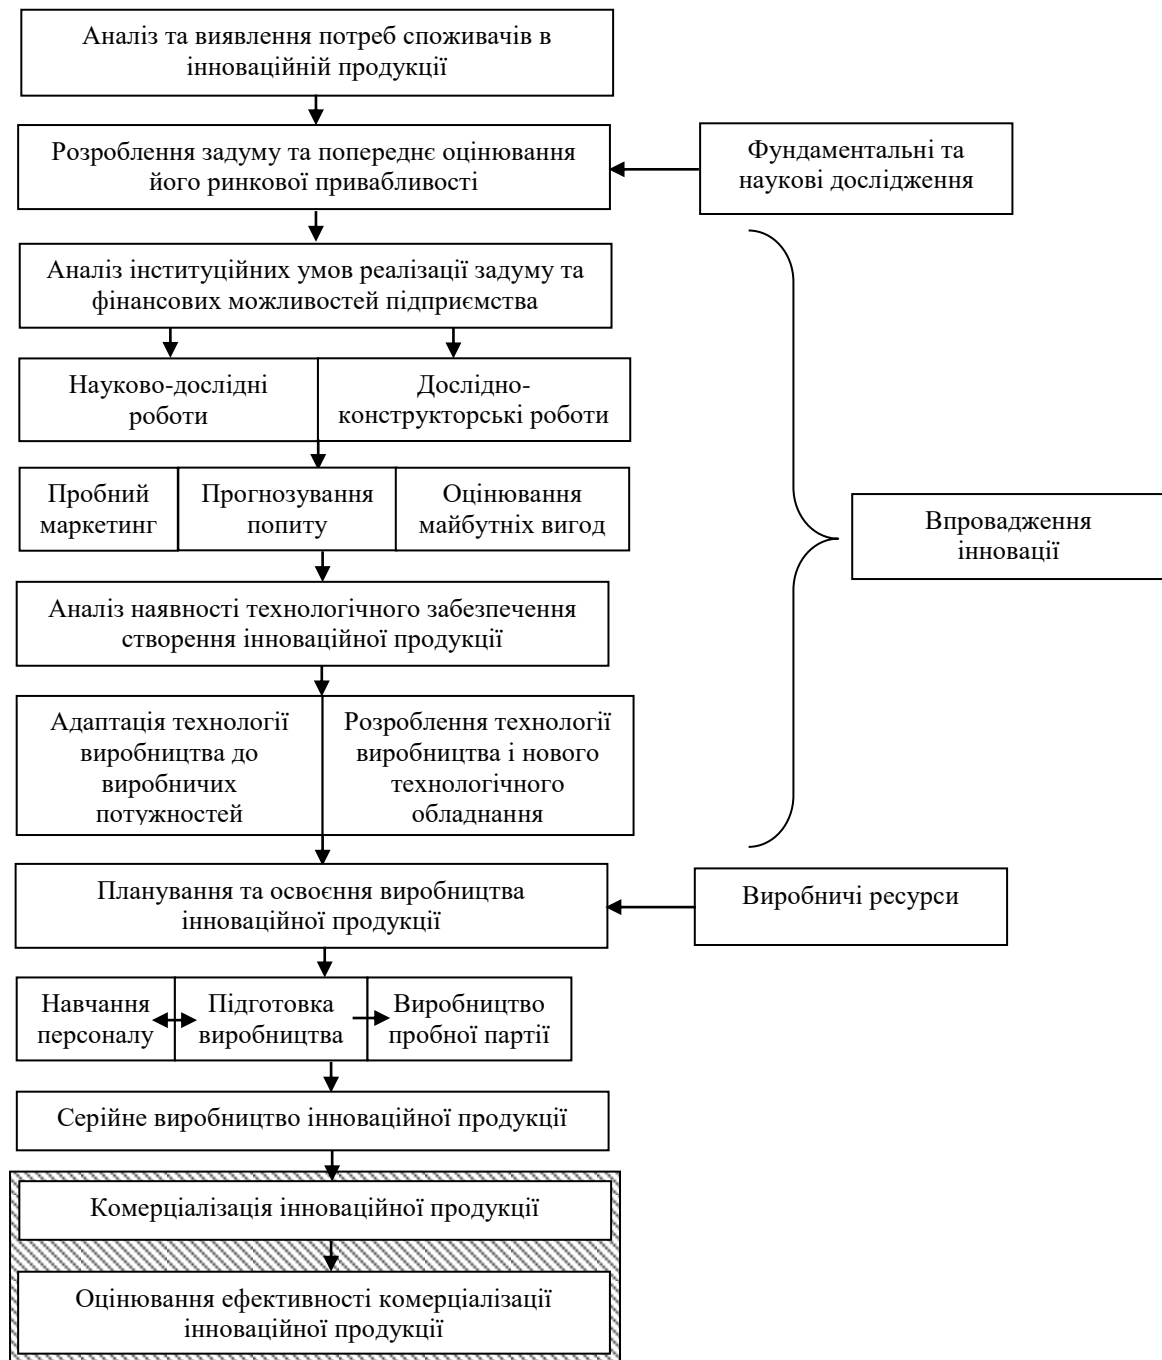 Аналіз та виявлення потреб споживачів в
інноваційній продукції
Розроблення задуму та попереднє оцінювання
його ринкової привабливості
Фундаментальні та
наукові дослідження
Аналіз інституційних умов реалізації задуму та
фінансових можливостей підприємства
Науково-дослідні
роботи
Дослідно-
конструкторські роботи
Пробний
маркетинг
Прогнозування
попиту
Оцінювання
майбутніх вигод
Впровадження
інновації
Аналіз наявності технологічного забезпечення
створення інноваційної продукції
Адаптація технології
виробництва до
виробничих
потужностей
Розроблення технології
виробництва і нового
технологічного
обладнання
Планування та освоєння виробництва
інноваційної продукції
Виробничі ресурси
Навчання
персоналу
Підготовка
виробництва
Виробництво
пробної партії
Серійне виробництво інноваційної продукції
Комерціалізація інноваційної продукції
Оцінювання ефективності комерціалізації
інноваційної продукції